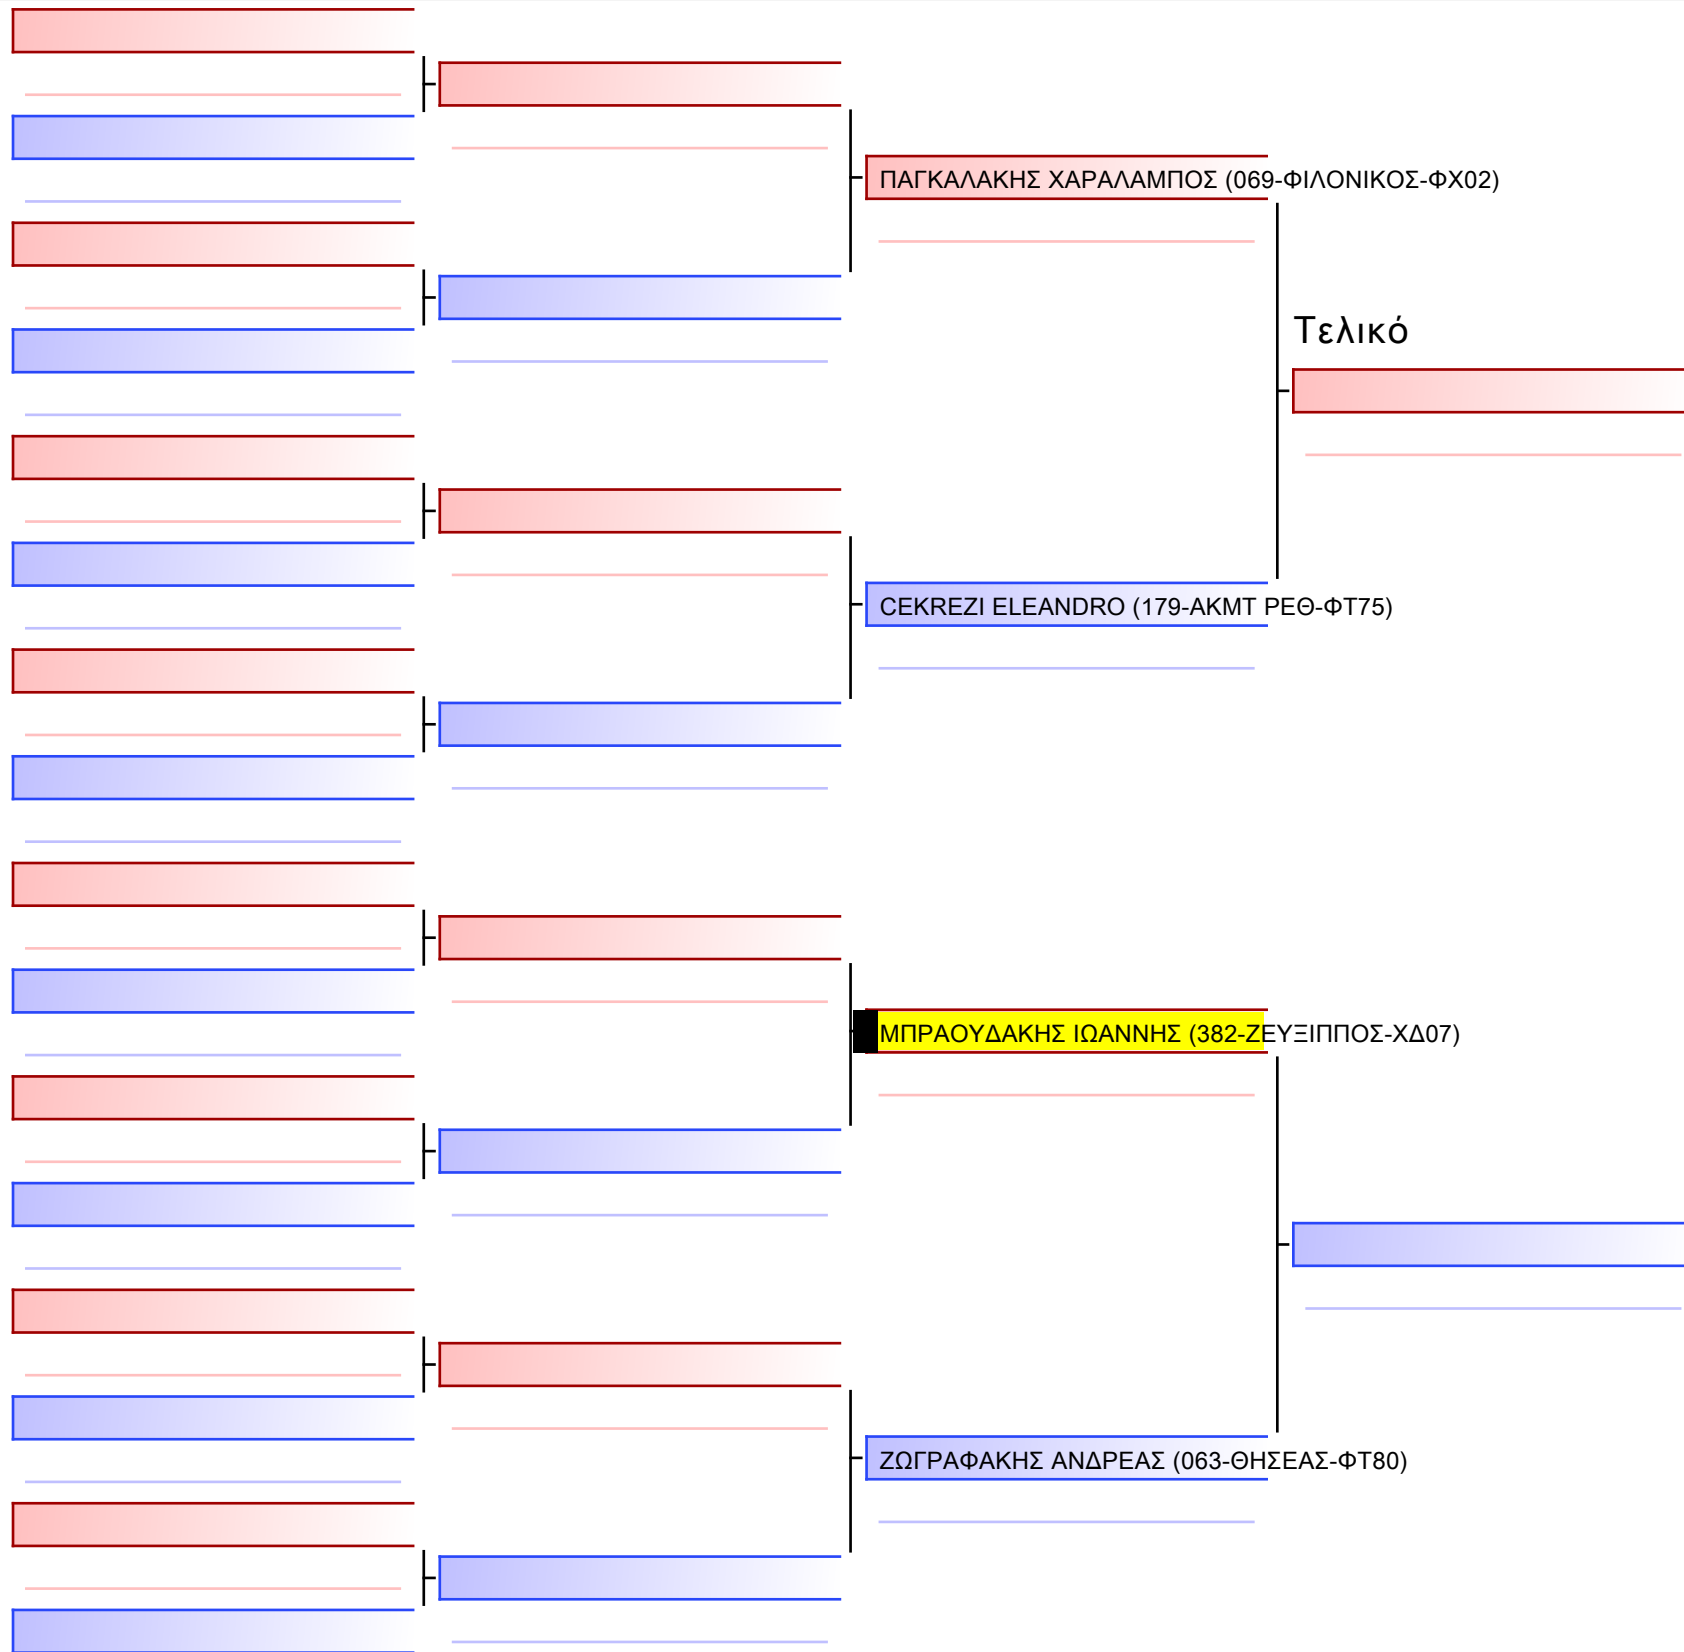 ΠΑΓΚΑΛΑΚΗΣ ΧΑΡΑΛΑΜΠΟΣ (069-ΦΙΛΟΝΙΚΟΣ-ΦΧ02)
Τελικό
CEKREZI ELEANDRO (179-ΑΚΜΤ ΡΕΘ-ΦΤ75)
ΜΠΡΑΟΥΔΑΚΗΣ ΙΩΑΝΝΗΣ (382-ΖΕΥΞΙΠΠΟΣ-ΧΔ07)
ΖΩΓΡΑΦΑΚΗΣ ΑΝΔΡΕΑΣ (063-ΘΗΣΕΑΣ-ΦΤ80)